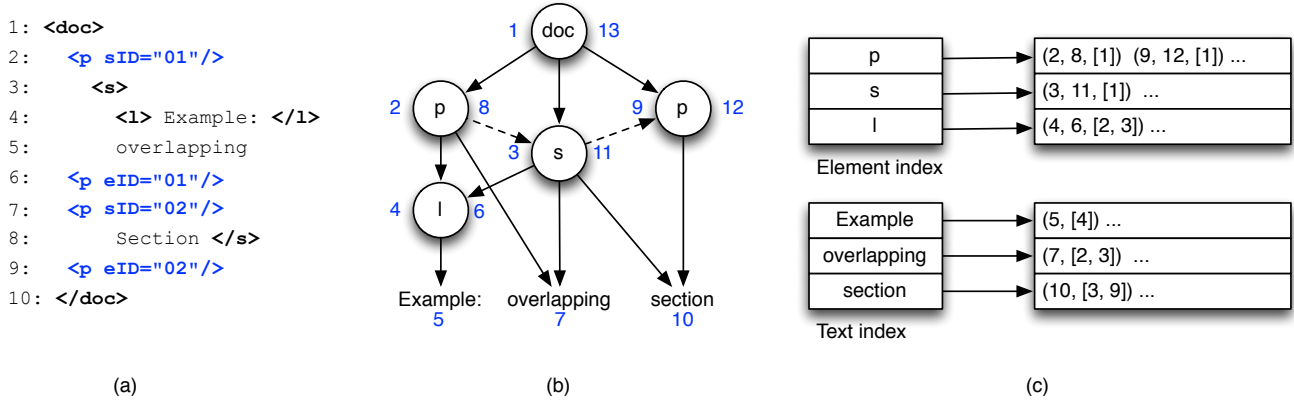 1: <doc>
2: <p sID="01"/>
3: <s>
4: <l> Example: </l>
5: overlapping
6: <p eID="01"/>
7: <p sID="02"/>
8: Section </s>
9: <p eID="02"/>
10: </doc>
(a)
1 doc 13
2 p 8
9 p 12
3 s 11
4 l 6
Example: overlapping section
5 7 10
(b)
p (2, 8, [1]) (9, 12, [1]) ...
s (3, 11, [1]) ...
l (4, 6, [2, 3]) ...
Element index
Example (5, [4]) ...
overlapping (7, [2, 3]) ...
section (10, [3, 9]) ...
Text index
(c)